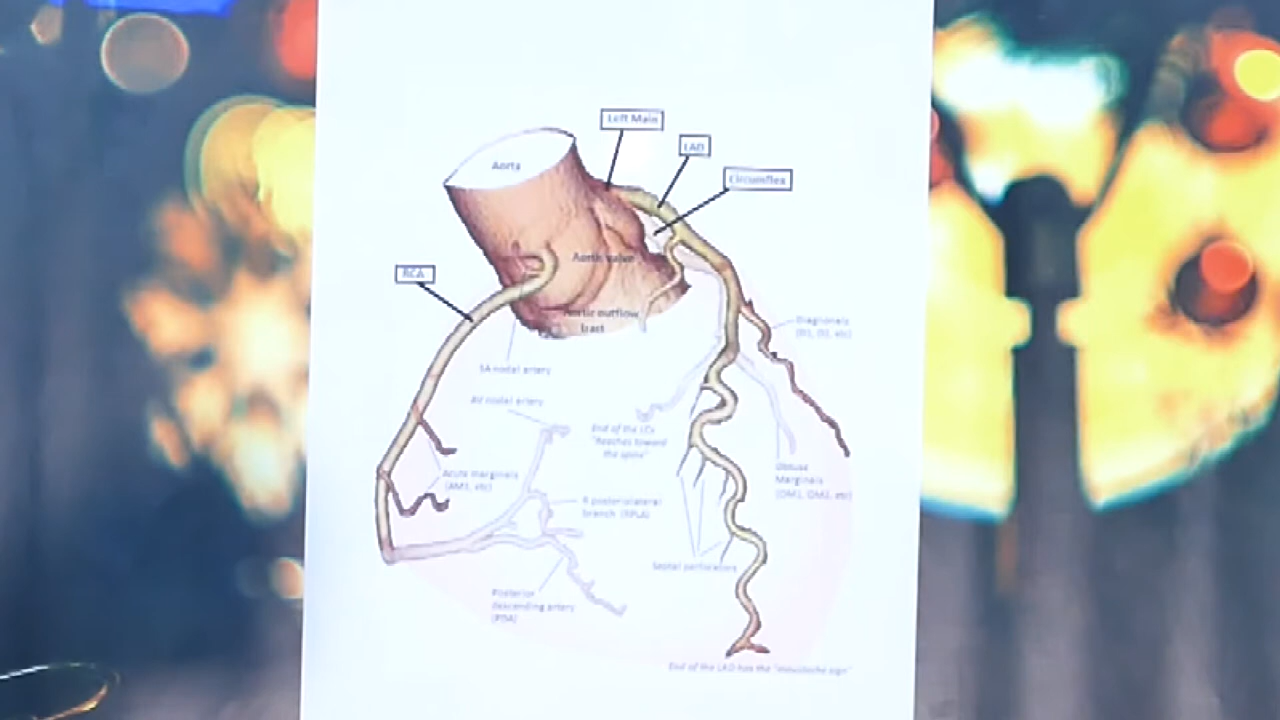 Left Main
LAD
Aorta
Circumflex
Aortic valve
RCA
Aortic outflow
tract
Diagonals
(D1, D2, etc)
SA nodal artery
AV nodal artery
End of the LCx
"Reaches toward
the spine"
Acute marginals
(AM1, etc)
Obtuse
Marginals
(OM1, OM2, etc)
R posterolateral
branch (RPLA)
Septal perforators
Posterior
descending artery
(PDA)
End of the LAD has the "moustache sign"